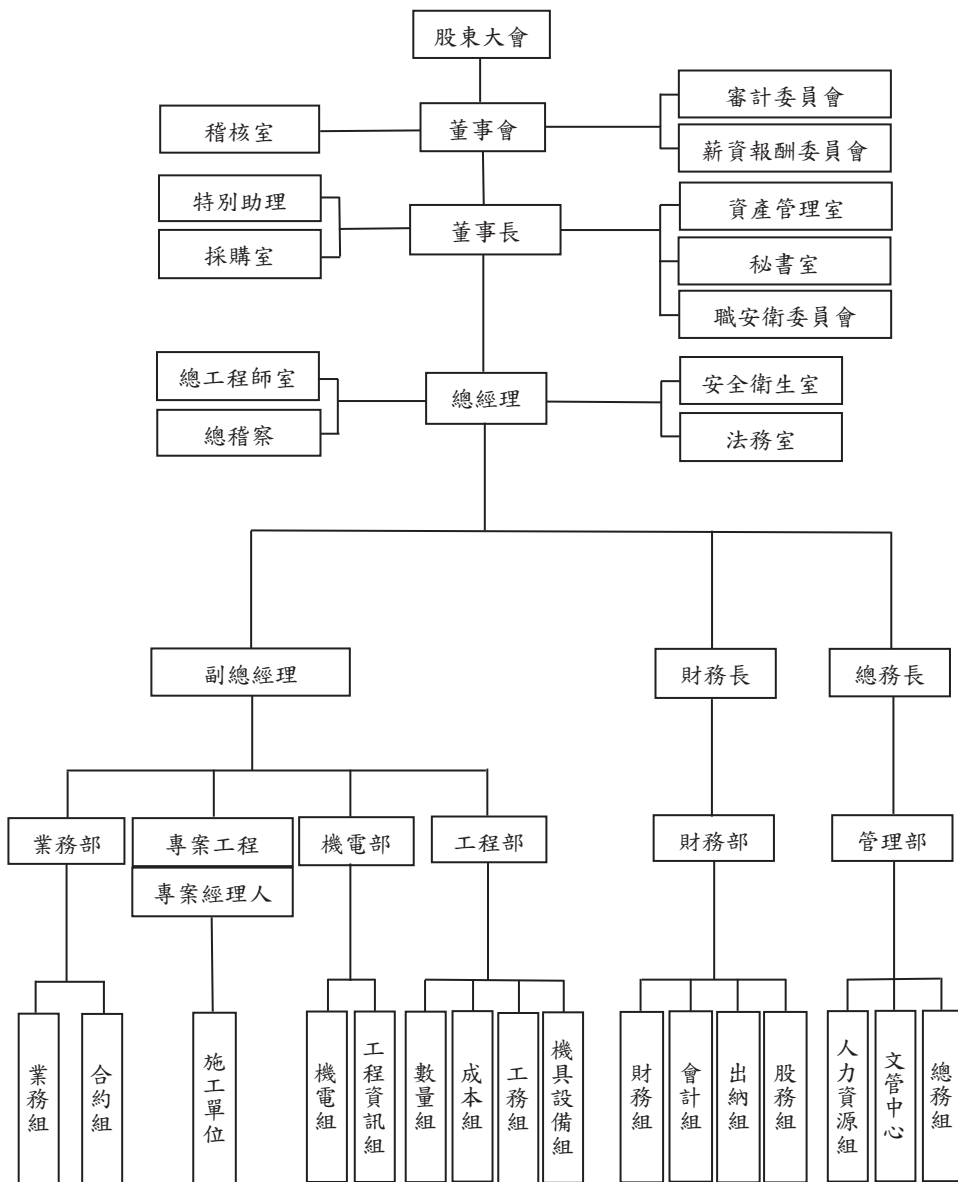 股東大會
稽核室
董事會
審計委員會
薪資報酬委員會
特別助理
採購室
董事長
資產管理室
秘書室
職安衛委員會
總工程師室
總稽察
總經理
安全衛生室
法務室
副總經理
財務長
總務長
業務部
專案工程
專案經理人
機電部
工程部
財務部
管理部
業務組
合約組
施工單位
機電組
工程資訊組
數量組
成本組
工務組
機具設備組
財務組
會計組
出納組
股務組
人力資源組
文管中心
總務組